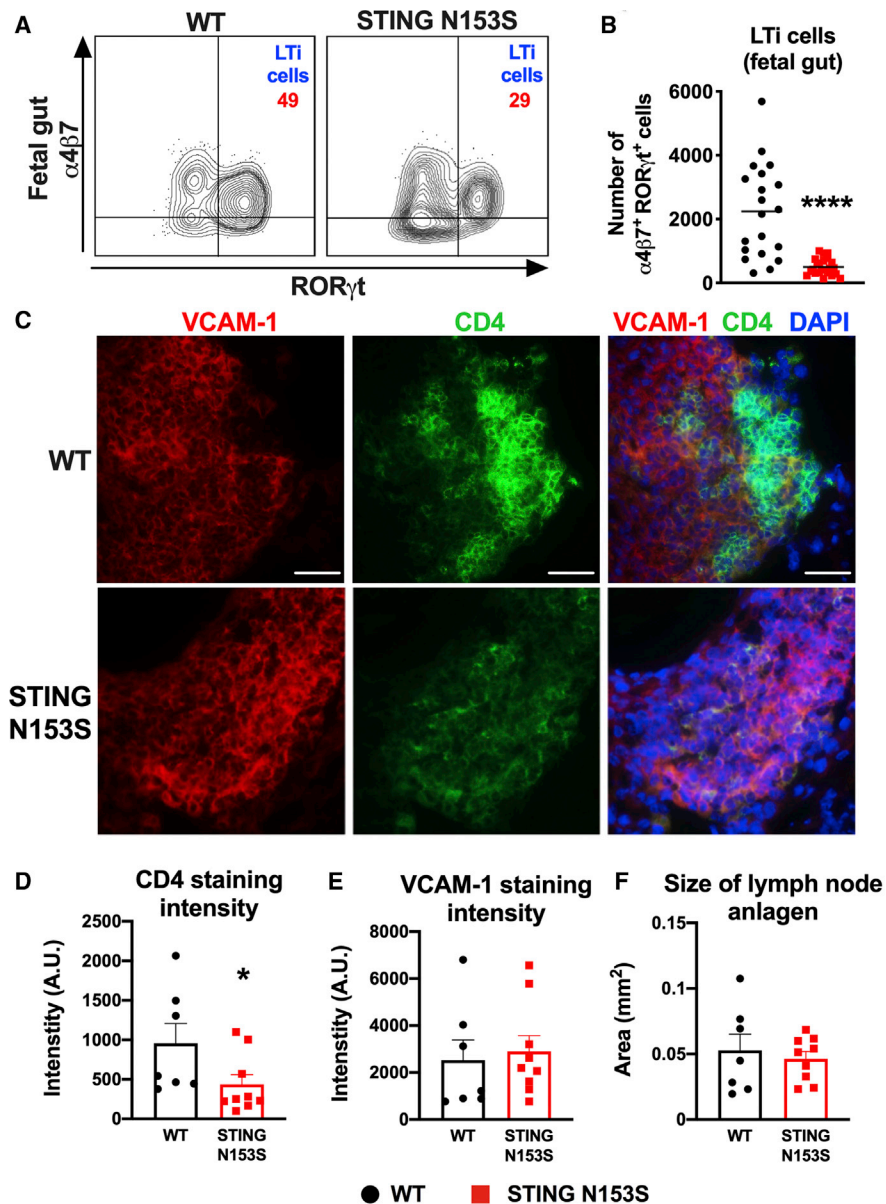 A
WT
STING N153S
LTi
cells
49
LTi
cells
29
Fetal gut
α4β7
RORγt
B
LTi cells
(fetal gut)
Number of
α4β7+ RORγt+ cells
6000
4000
2000
0
****
C
VCAM-1
CD4
VCAM-1 CD4 DAPI
WT
STING
N153S
D
CD4 staining
intensity
Intenstity (A.U.)
2500
2000
1500
1000
500
0
*
WT
STING
N153S
E
VCAM-1 staining
intensity
Intenstity (A.U.)
8000
6000
4000
2000
0
WT
STING
N153S
F
Size of lymph node
anlagen
Area (mm²)
0.15
0.1
0.05
0
WT
STING
N153S
WT
STING N153S